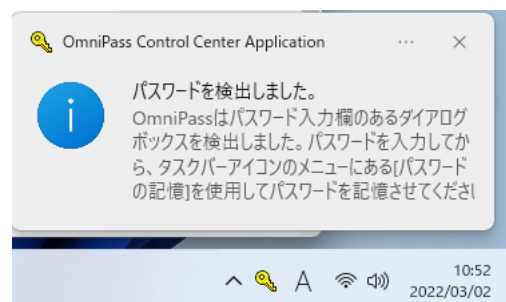 OmniPass Control Center Application
パスワードを検出しました。
OmniPassはパスワード入力欄のあるダイアログ
ボックスを検出しました。パスワードを入力してか
ら、タスクバーアイコンのメニューにある[パスワード
の記憶]を使用してパスワードを記憶させてくださ
A
10:52
2022/03/02